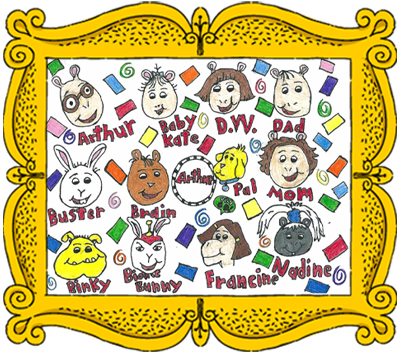 Arthur
Baby
Kate
D.W.
DAD
Buster
Brain
Arthur
Pal
MOM
Binky
Bionic
Bunny
Francine
Nadine